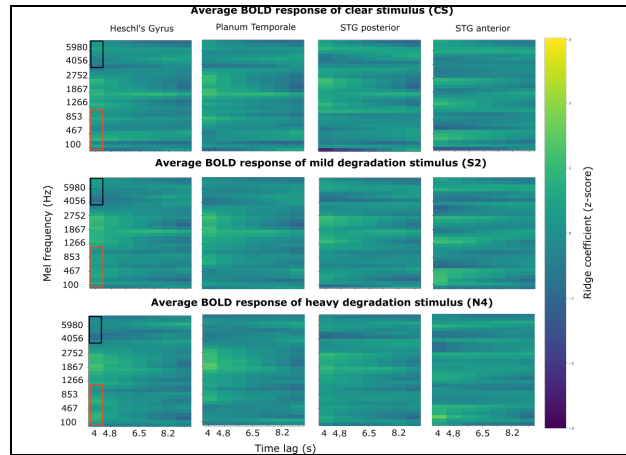 Average BOLD response of clear stimulus (CS)
Heschl's Gyrus
Planum Temporale
STG posterior
STG anterior
5980
4056
2752
1867
1266
853
467
100
Average BOLD response of mild degradation stimulus (S2)
5980
4056
2752
1867
1266
853
467
100
Mel frequency (Hz)
Average BOLD response of heavy degradation stimulus (N4)
5980
4056
2752
1867
1266
853
467
100
4 4.8 6.5 8.2
4 4.8 6.5 8.2
4 4.8 6.5 8.2
4 4.8 6.5 8.2
Time lag (s)
Ridge coefficient (z-score)